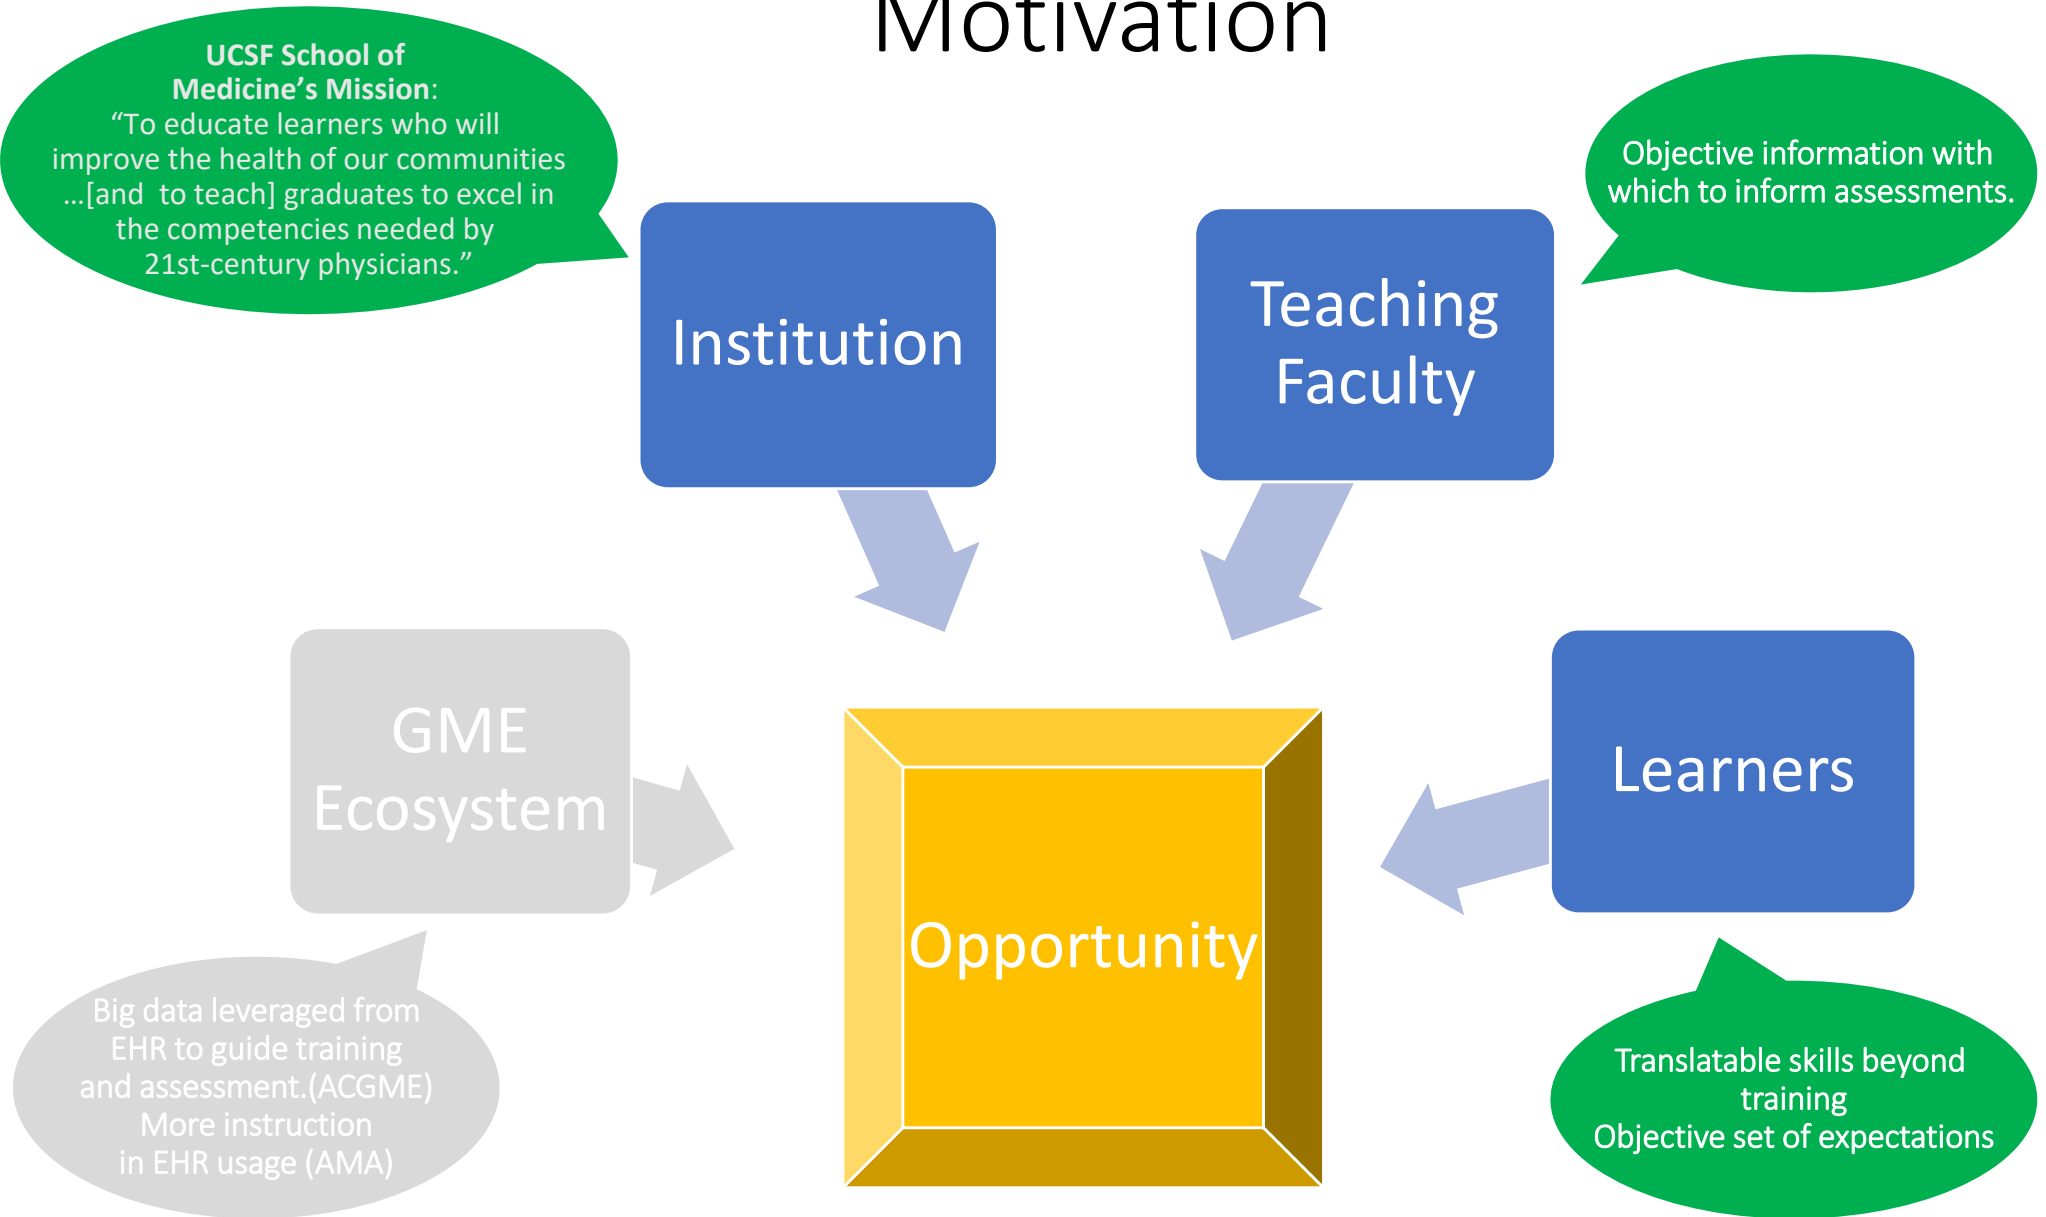 Motivation
UCSF School of
Medicine’s Mission:
“To educate learners who will
improve the health of our communities
…[and to teach] graduates to excel in
the competencies needed by
21st-century physicians.”
Objective information with
which to inform assessments.
Institution
Teaching
Faculty
GME
Ecosystem
Learners
Opportunity
Big data leveraged from
EHR to guide training
and assessment.(ACGME)
More instruction
in EHR usage (AMA)
Translatable skills beyond
training
Objective set of expectations